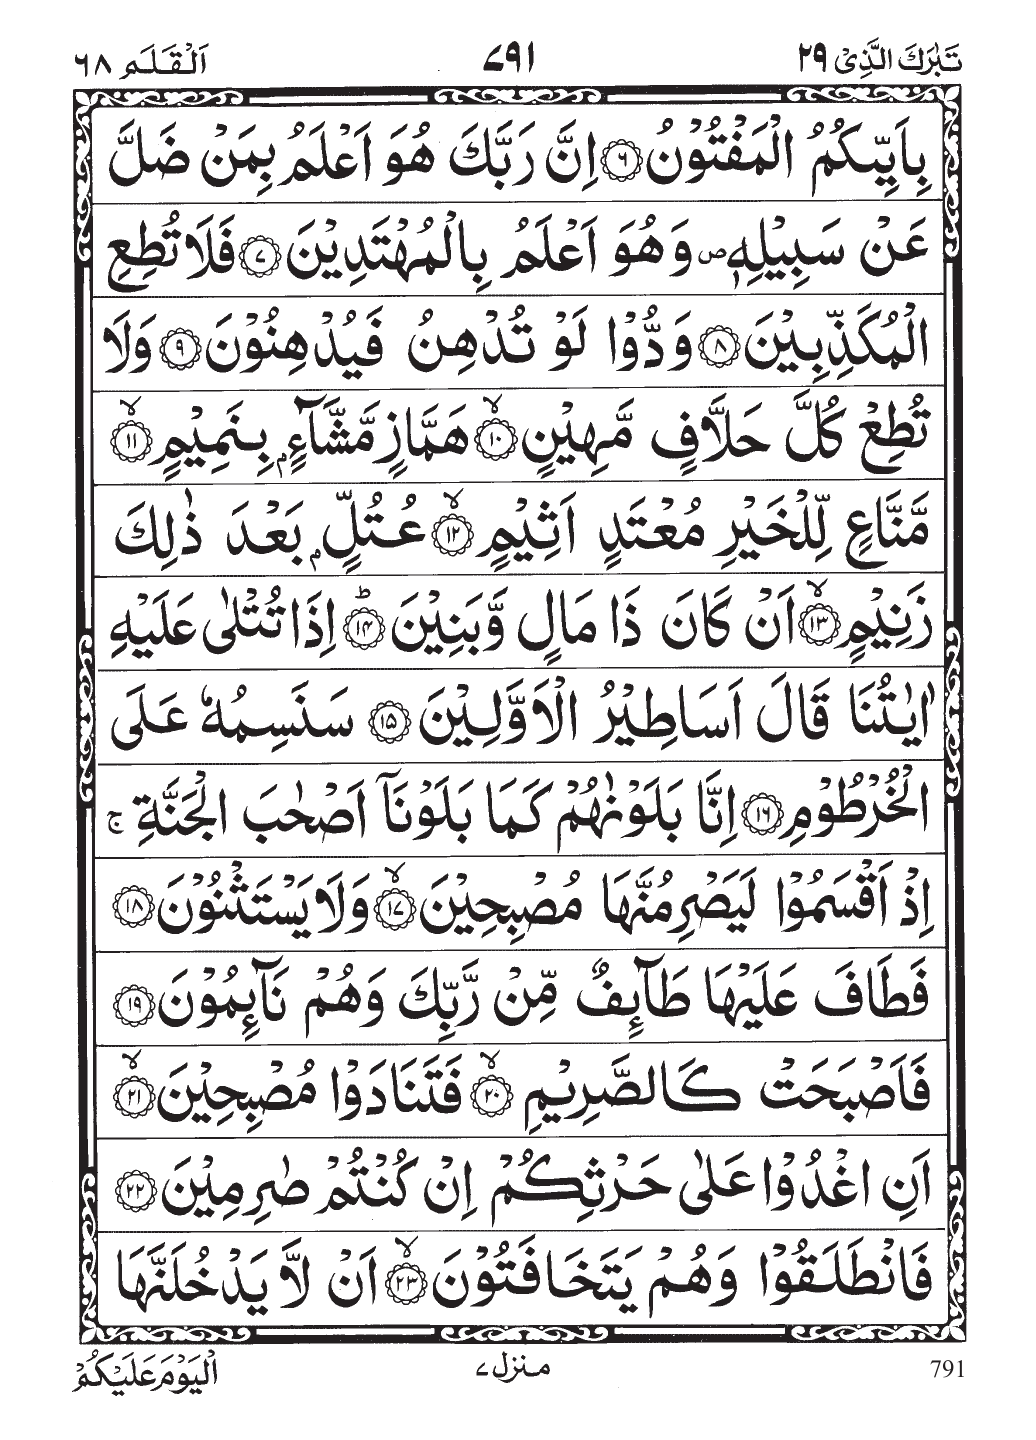 تَبٰرَكَ الَّذِىْ ٢٩ ٧٩١ اَلْقَلَم ٦٨
بِاَيِّىكُمُ الْمَفْتُوْنُ ۝٦ اِنَّ رَبَّكَ هُوَ اَعْلَمُ بِمَنْ ضَلَّ
عَنْ سَبِيْلِهٖ ص وَهُوَ اَعْلَمُ بِالْمُهْتَدِيْنَ ۝٧ فَلَا تُطِعِ
الْمُكَذِّبِيْنَ ۝٨ وَدُّوْا لَوْ تُدْهِنُ فَيُدْهِنُوْنَ ۝٩ وَلَا
تُطِعْ كُلَّ حَلَّافٍ مَّهِيْنٍ ۝١٠ۙ هَمَّازٍ مَّشَّآءٍۢ بِنَمِيْمٍ ۝١١ۙ
مَّنَّاعٍ لِّلْخَيْرِ مُعْتَدٍ اَثِيْمٍ ۝١٢ۙ عُتُلٍّۢ بَعْدَ ذٰلِكَ
زَنِيْمٍ ۝١٣ۙ اَنْ كَانَ ذَا مَالٍ وَّبَنِيْنَ ۝١٤ؕ اِذَا تُتْلٰى عَلَيْهِ
اٰيٰتُنَا قَالَ اَسَاطِيْرُ الْاَوَّلِيْنَ ۝١٥ سَنَسِمُهٗ عَلَى
الْخُرْطُوْمِ ۝١٦ اِنَّا بَلَوْنٰهُمْ كَمَا بَلَوْنَآ اَصْحٰبَ الْجَنَّةِ ج
اِذْ اَقْسَمُوْا لَيَصْرِمُنَّهَا مُصْبِحِيْنَ ۝١٧ۙ وَلَا يَسْتَثْنُوْنَ ۝١٨
فَطَافَ عَلَيْهَا طَآئِفٌ مِّنْ رَّبِّكَ وَهُمْ نَآئِمُوْنَ ۝١٩
فَاَصْبَحَتْ كَالصَّرِيْمِ ۝٢٠ۙ فَتَنَادَوْا مُصْبِحِيْنَ ۝٢١ۙ
اَنِ اغْدُوْا عَلٰى حَرْثِكُمْ اِنْ كُنْتُمْ صٰرِمِيْنَ ۝٢٢
فَانْطَلَقُوْا وَهُمْ يَتَخَافَتُوْنَ ۝٢٣ۙ اَنْ لَّا يَدْخُلَنَّهَا
791 منزل ٧ الْيَوْمَ عَلَيْكُمْ